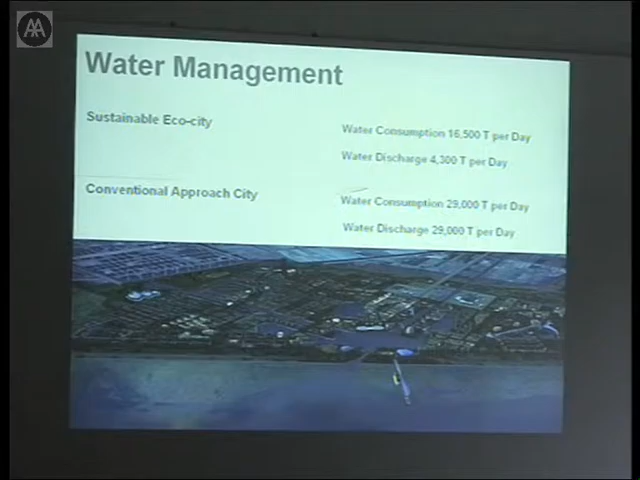 AA
Water Management
Sustainable Eco-city
Water Consumption 16,500 T per Day
Water Discharge 4,300 T per Day
Conventional Approach City
Water Consumption 29,000 T per Day
Water Discharge 29,000 T per Day